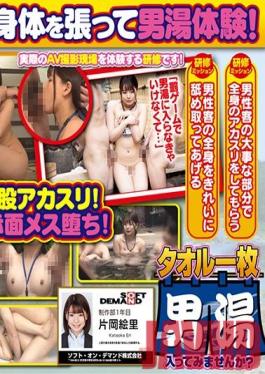 身体を張って男湯体験!
実際のAV撮影現場を体験する研修です!
「罰ゲームで
男湯に入らなきゃ
いけなくて…」
研修ミッション
男性客の大事な部分で
全身のアカスリをしてもらう
研修ミッション
男性客の全身をきれいに
舐め取ってあげる
股アカスリ!
面メス堕ち!
タオル一枚
男湯
入ってみませんか?
SOFT ON
DEMAND
制作部1年目
片岡絵里
Kataoka Eri
ソフト・オン・デマンド株式会社